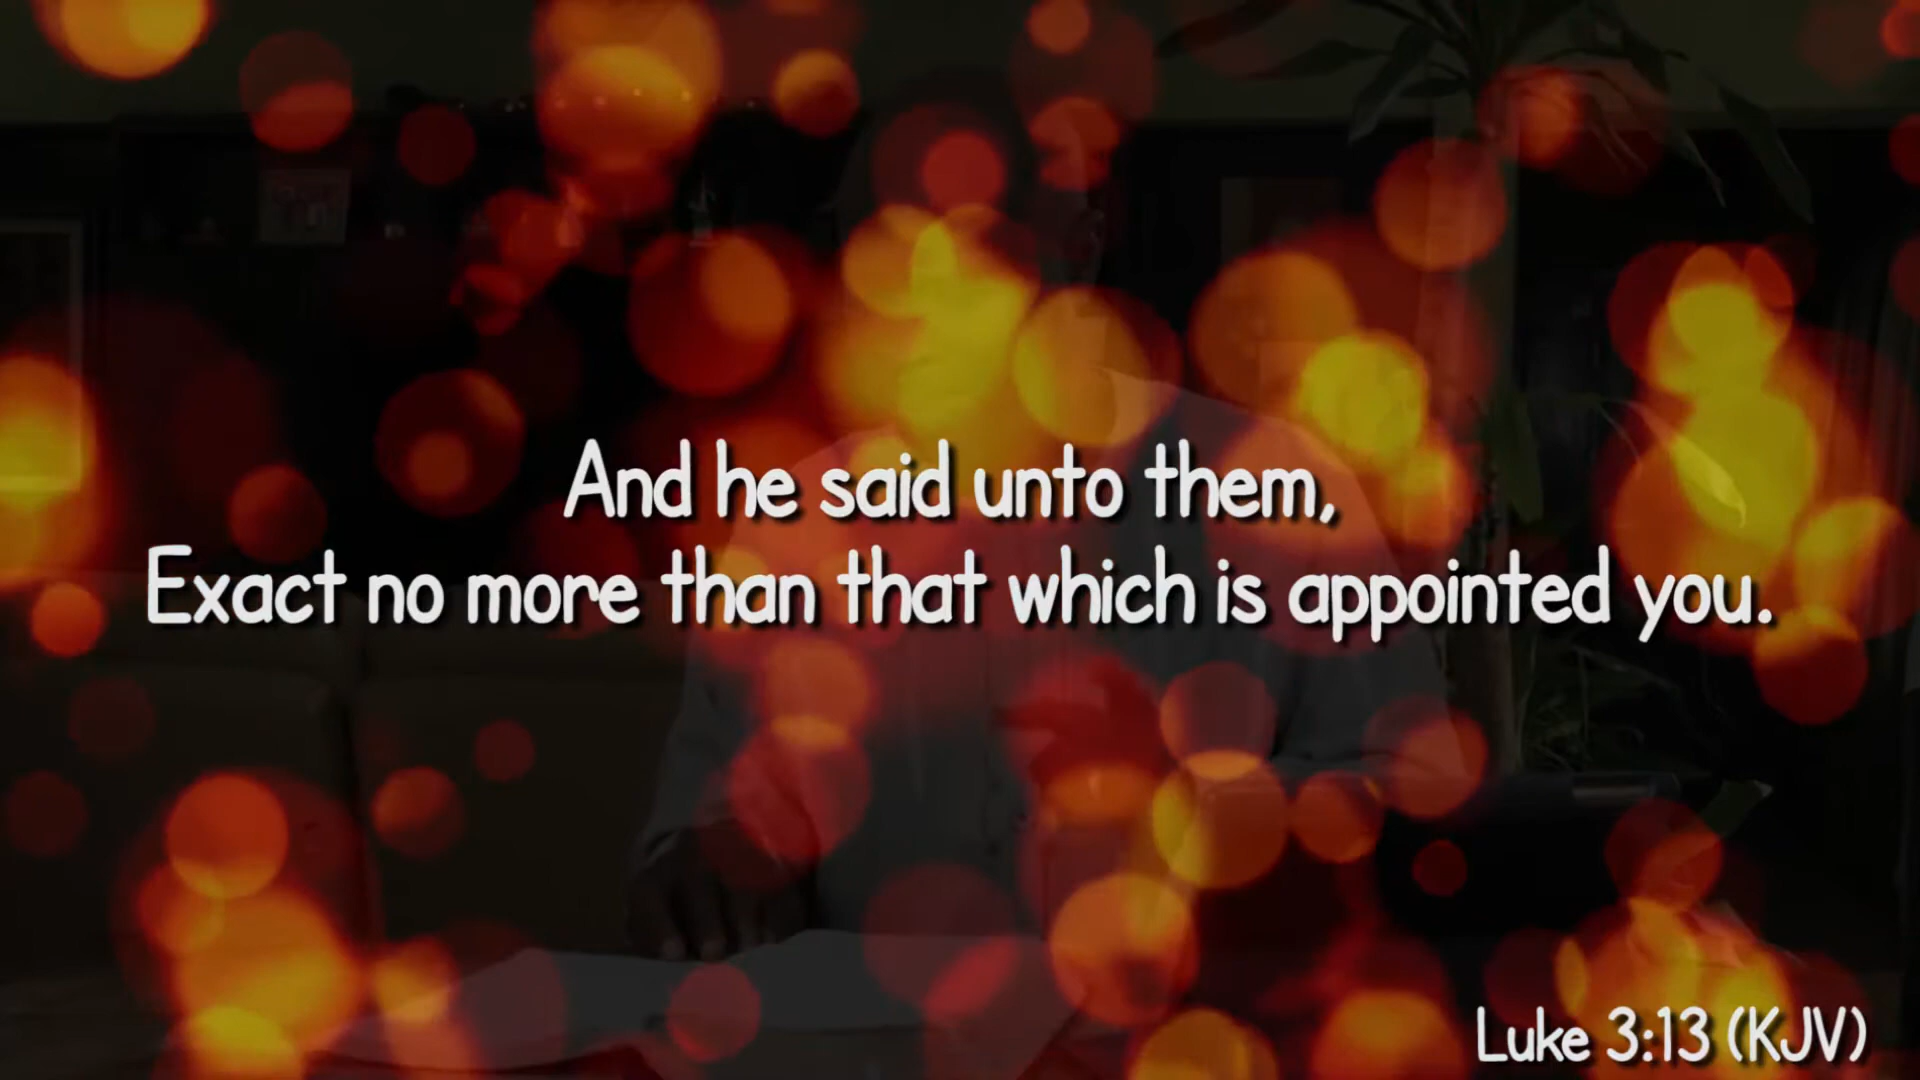 And he said unto them,
Exact no more than that which is appointed you.
Luke 3:13 (KJV)